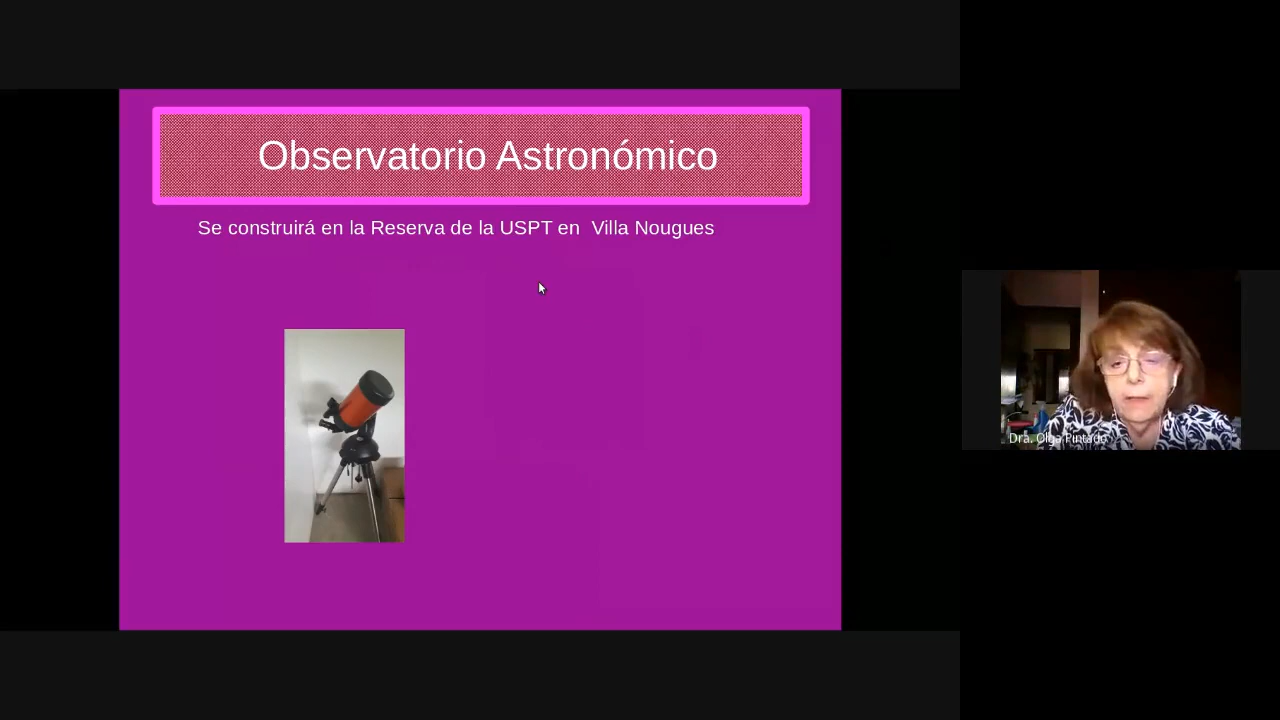 Observatorio Astronómico
Se construirá en la Reserva de la USPT en Villa Nougues
Dra. Olga Pintado